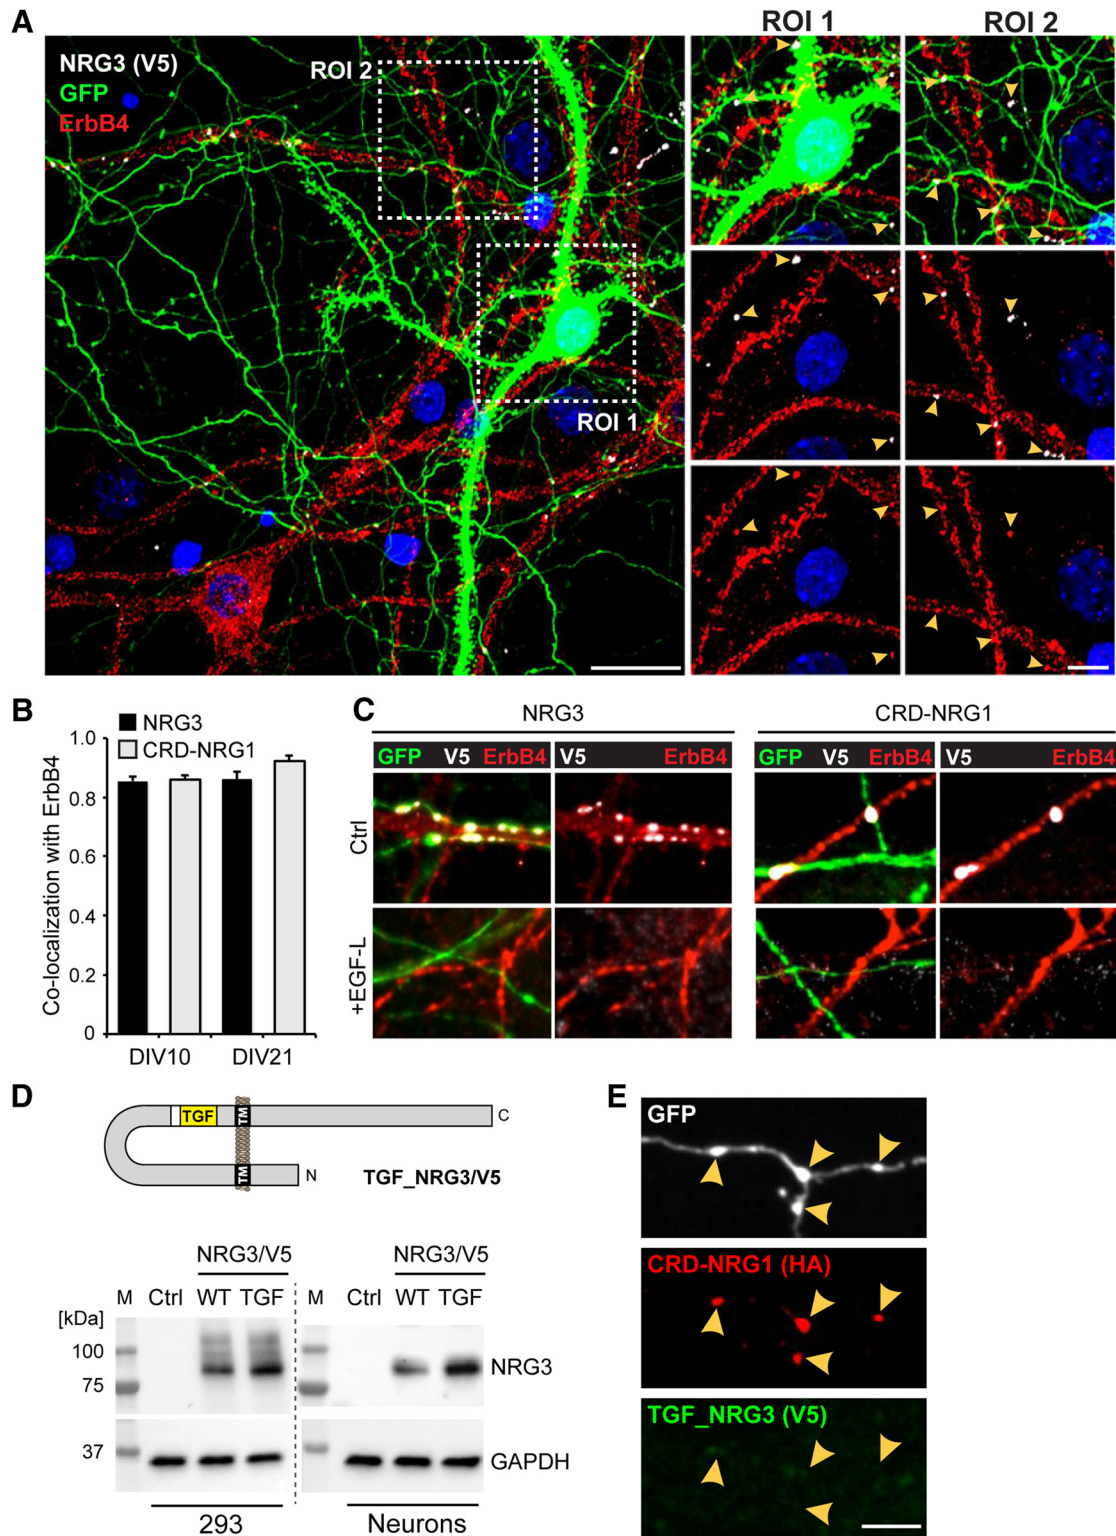 A
ROI 1
ROI 2
NRG3 (V5)
GFP
ErbB4
ROI 2
ROI 1
B
NRG3
CRD-NRG1
Co-localization with ErbB4
1.0
0.8
0.6
0.4
0.2
0
DIV10
DIV21
C
NRG3
CRD-NRG1
GFP V5 ErbB4
V5 ErbB4
GFP V5 ErbB4
V5 ErbB4
Ctrl
+EGF-L
D
TGF
TM
C
TM
N
TGF_NRG3/V5
NRG3/V5
NRG3/V5
[kDa]
M Ctrl WT TGF
M Ctrl WT TGF
100
75
37
NRG3
GAPDH
293
Neurons
E
GFP
CRD-NRG1 (HA)
TGF_NRG3 (V5)